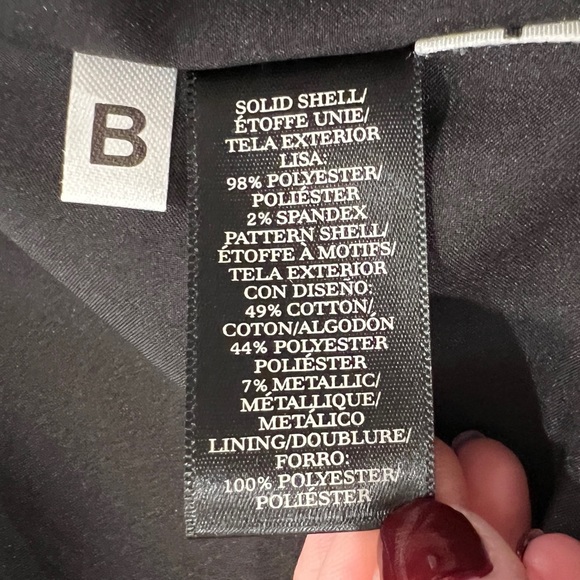 B
SOLID SHELL/
ÉTOFFE UNIE/
TELA EXTERIOR
LISA:
98% POLYESTER/
POLIÉSTER
2% SPANDEX
PATTERN SHELL/
ÉTOFFE À MOTIFS/
TELA EXTERIOR
CON DISEÑO:
49% COTTON/
COTON/ALGODÓN
44% POLYESTER
POLIÉSTER
7% METALLIC/
MÉTALLIQUE/
METÁLICO
LINING/DOUBLURE/
FORRO:
100% POLYESTER/
POLIÉSTER